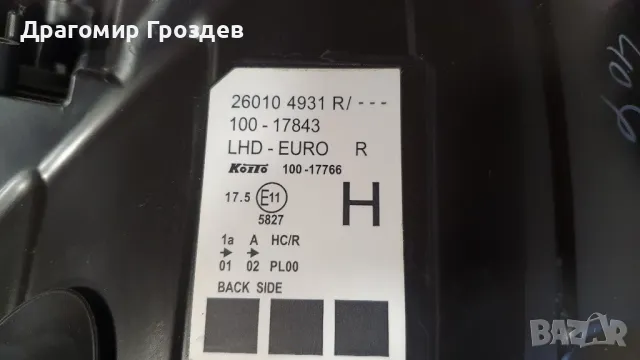 Драгомир Гроздев
26010 4931 R/ ---
100 - 17843
LHD - EURO R
Koito 100-17766
17.5 E11 H
5827
1a A HC/R
01 02 PL00
BACK SIDE
BAZAR